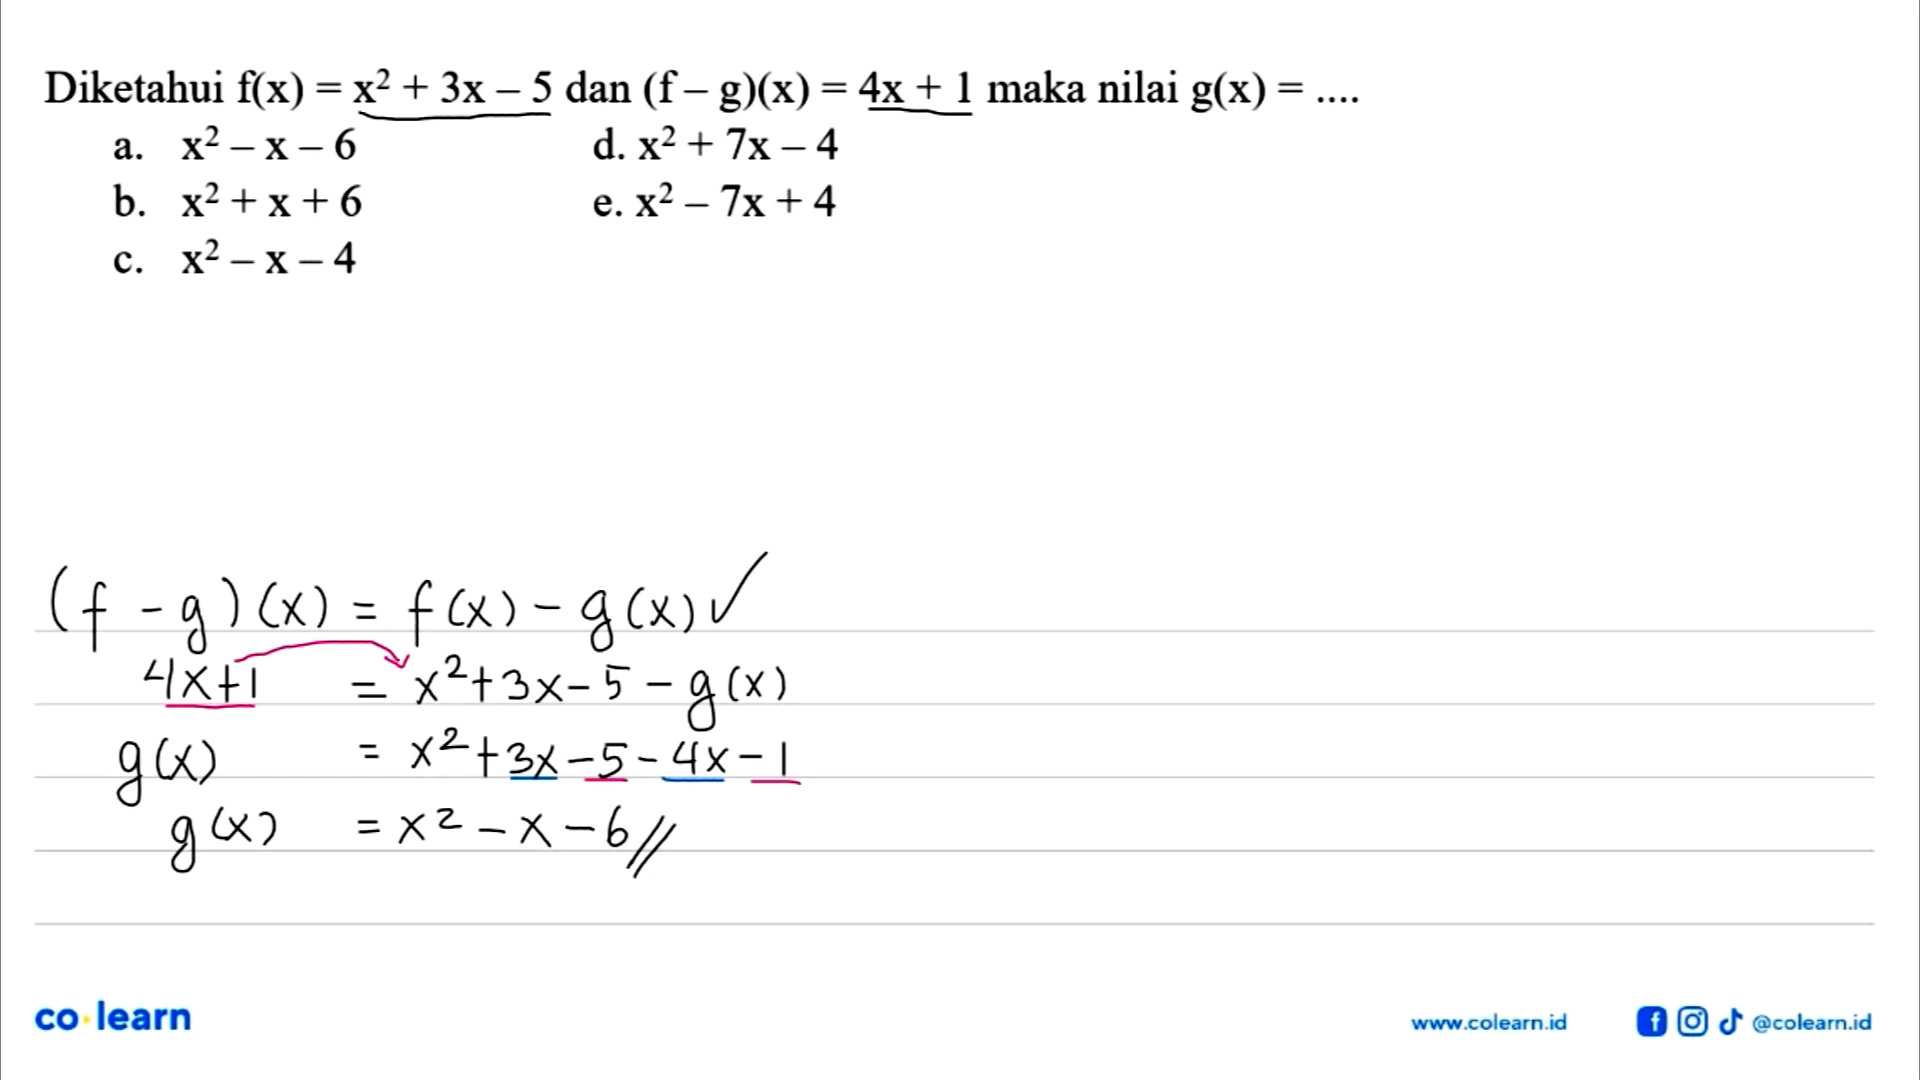 Diketahui f(x) = x² + 3x – 5 dan (f – g)(x) = 4x + 1 maka nilai g(x) = ....
a. x² – x – 6
d. x² + 7x – 4
b. x² + x + 6
e. x² – 7x + 4
c. x² – x – 4
(f - g)(x) = f(x) - g(x) ✓
4x+1 = x²+3x-5-g(x)
g(x) = x²+3x-5-4x-1
g(x) = x²-x-6//
co·learn
www.colearn.id
@colearn.id